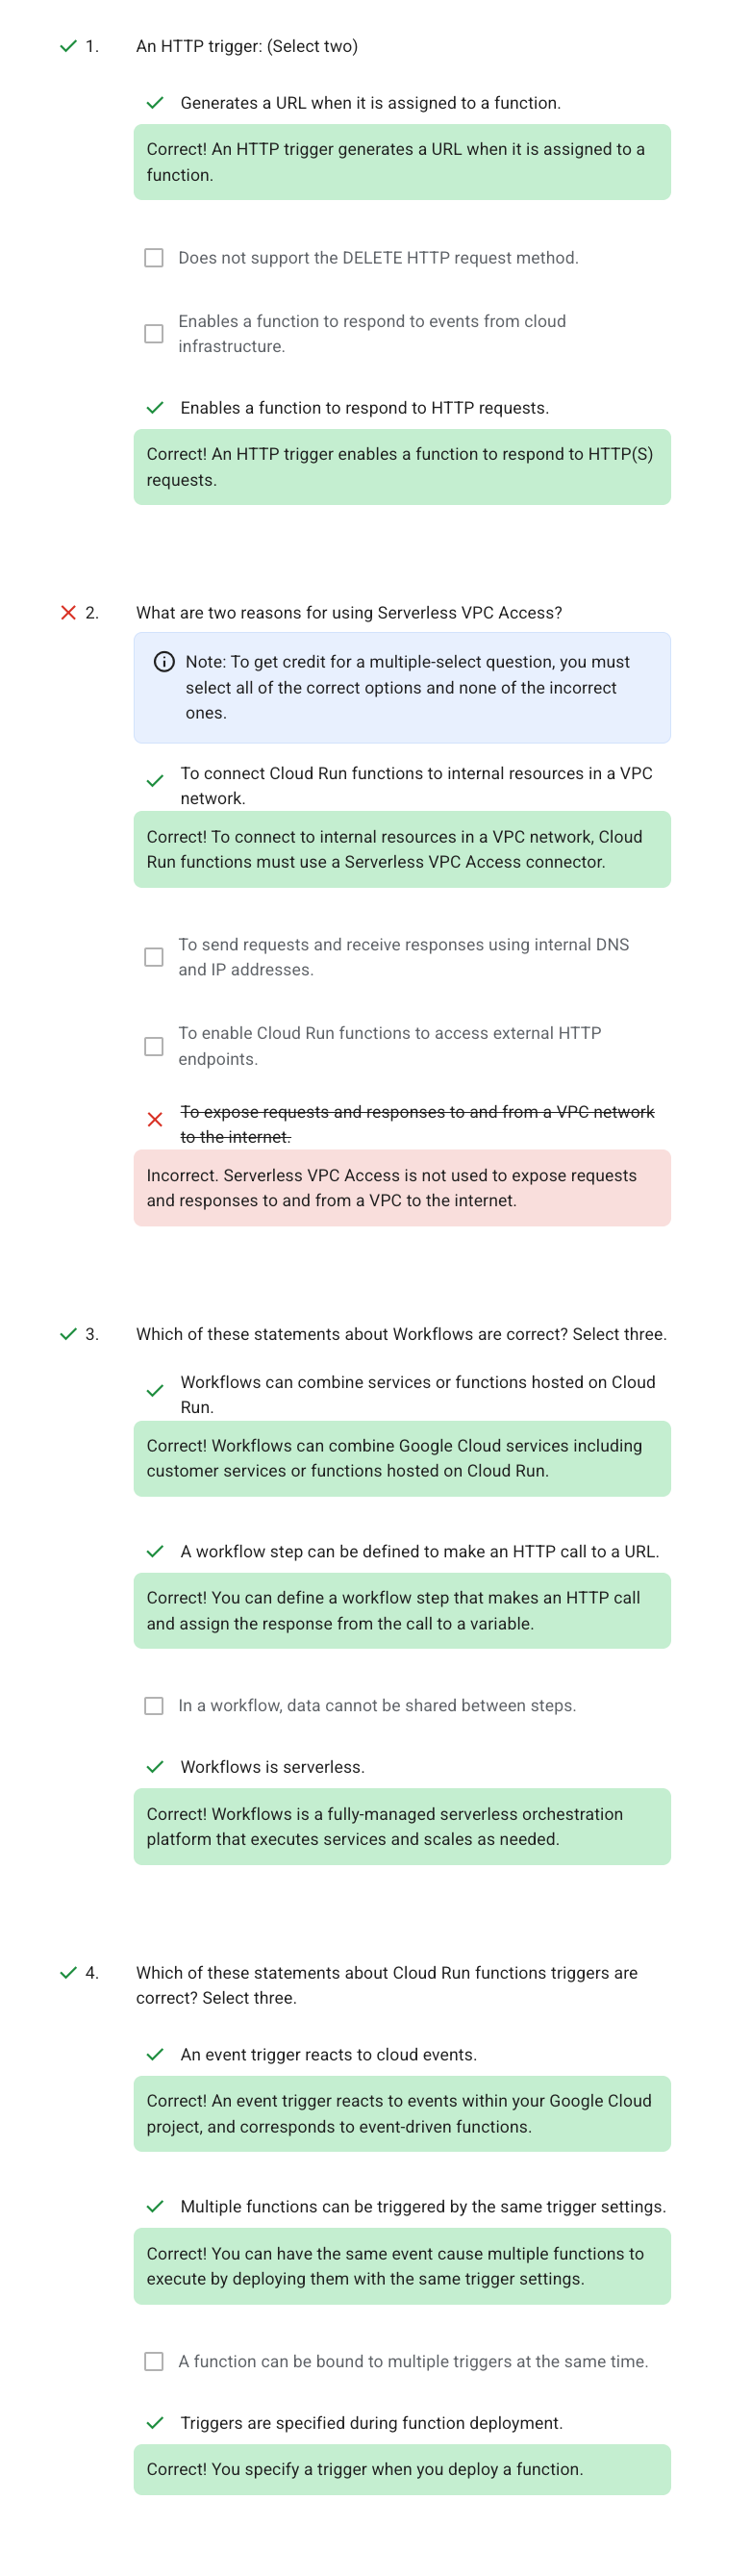 1. An HTTP trigger: (Select two)
Generates a URL when it is assigned to a function.
Correct! An HTTP trigger generates a URL when it is assigned to a
function.
Does not support the DELETE HTTP request method.
Enables a function to respond to events from cloud
infrastructure.
Enables a function to respond to HTTP requests.
Correct! An HTTP trigger enables a function to respond to HTTP(S)
requests.
2. What are two reasons for using Serverless VPC Access?
Note: To get credit for a multiple-select question, you must
select all of the correct options and none of the incorrect
ones.
To connect Cloud Run functions to internal resources in a VPC
network.
Correct! To connect to internal resources in a VPC network, Cloud
Run functions must use a Serverless VPC Access connector.
To send requests and receive responses using internal DNS
and IP addresses.
To enable Cloud Run functions to access external HTTP
endpoints.
To expose requests and responses to and from a VPC network
to the internet.
Incorrect. Serverless VPC Access is not used to expose requests
and responses to and from a VPC to the internet.
3. Which of these statements about Workflows are correct? Select three.
Workflows can combine services or functions hosted on Cloud
Run.
Correct! Workflows can combine Google Cloud services including
customer services or functions hosted on Cloud Run.
A workflow step can be defined to make an HTTP call to a URL.
Correct! You can define a workflow step that makes an HTTP call
and assign the response from the call to a variable.
In a workflow, data cannot be shared between steps.
Workflows is serverless.
Correct! Workflows is a fully-managed serverless orchestration
platform that executes services and scales as needed.
4. Which of these statements about Cloud Run functions triggers are
correct? Select three.
An event trigger reacts to cloud events.
Correct! An event trigger reacts to events within your Google Cloud
project, and corresponds to event-driven functions.
Multiple functions can be triggered by the same trigger settings.
Correct! You can have the same event cause multiple functions to
execute by deploying them with the same trigger settings.
A function can be bound to multiple triggers at the same time.
Triggers are specified during function deployment.
Correct! You specify a trigger when you deploy a function.